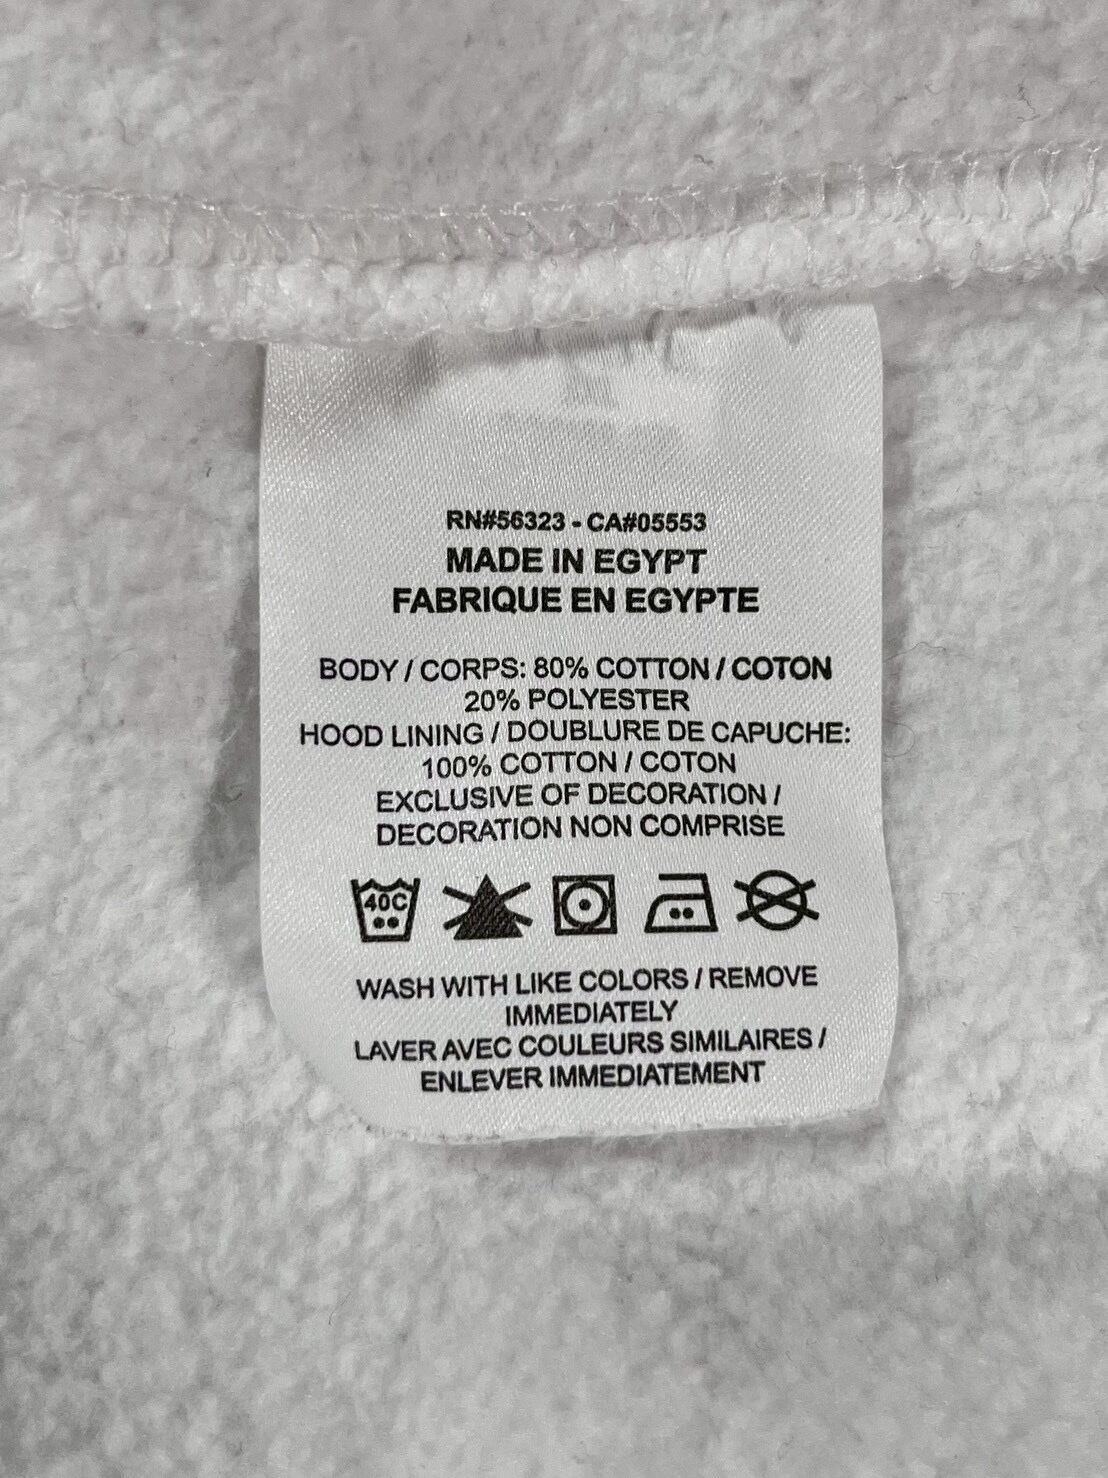 RN#56323 - CA#05553
MADE IN EGYPT
FABRIQUE EN EGYPTE
BODY / CORPS: 80% COTTON / COTON
20% POLYESTER
HOOD LINING / DOUBLURE DE CAPUCHE:
100% COTTON / COTON
EXCLUSIVE OF DECORATION /
DECORATION NON COMPRISE
40C
WASH WITH LIKE COLORS / REMOVE
IMMEDIATELY
LAVER AVEC COULEURS SIMILAIRES /
ENLEVER IMMEDIATEMENT